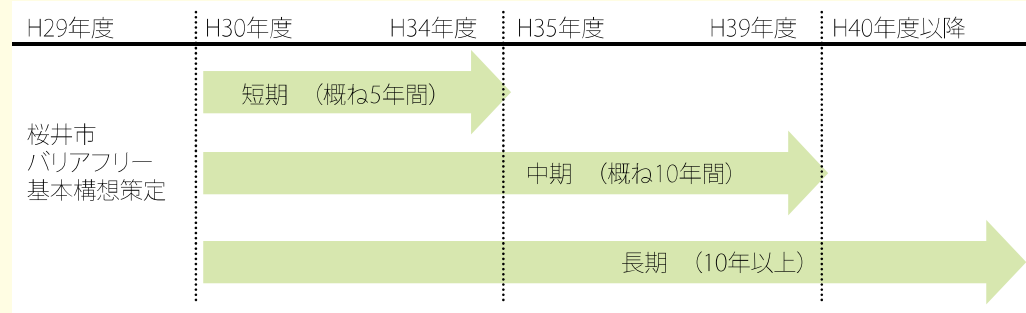 H29年度 H30年度 H34年度 H35年度 H39年度 H40年度以降
短期 （概ね5年間）
桜井市
バリアフリー
基本構想策定
中期 （概ね10年間）
長期 （10年以上）